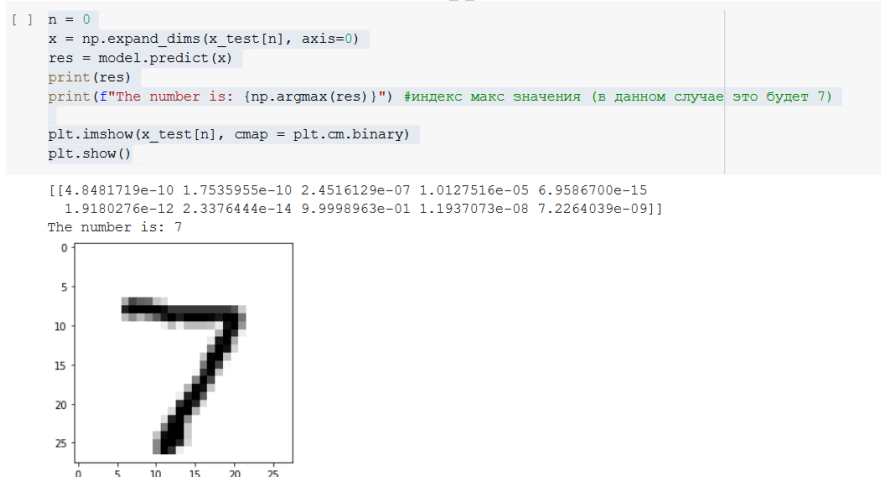 [ ] n = 0
x = np.expand_dims(x_test[n], axis=0)
res = model.predict(x)
print(res)
print(f"The number is: {np.argmax(res)}") #индекс макс значения (в данном случае это будет 7)
plt.imshow(x_test[n], cmap = plt.cm.binary)
plt.show()
[[4.8481719e-10 1.7535955e-10 2.4516129e-07 1.0127516e-05 6.9586700e-15
1.9180276e-12 2.3376444e-14 9.9998963e-01 1.1937073e-08 7.2264039e-09]]
The number is: 7
0
5
10
15
20
25
0 5 10 15 20 25